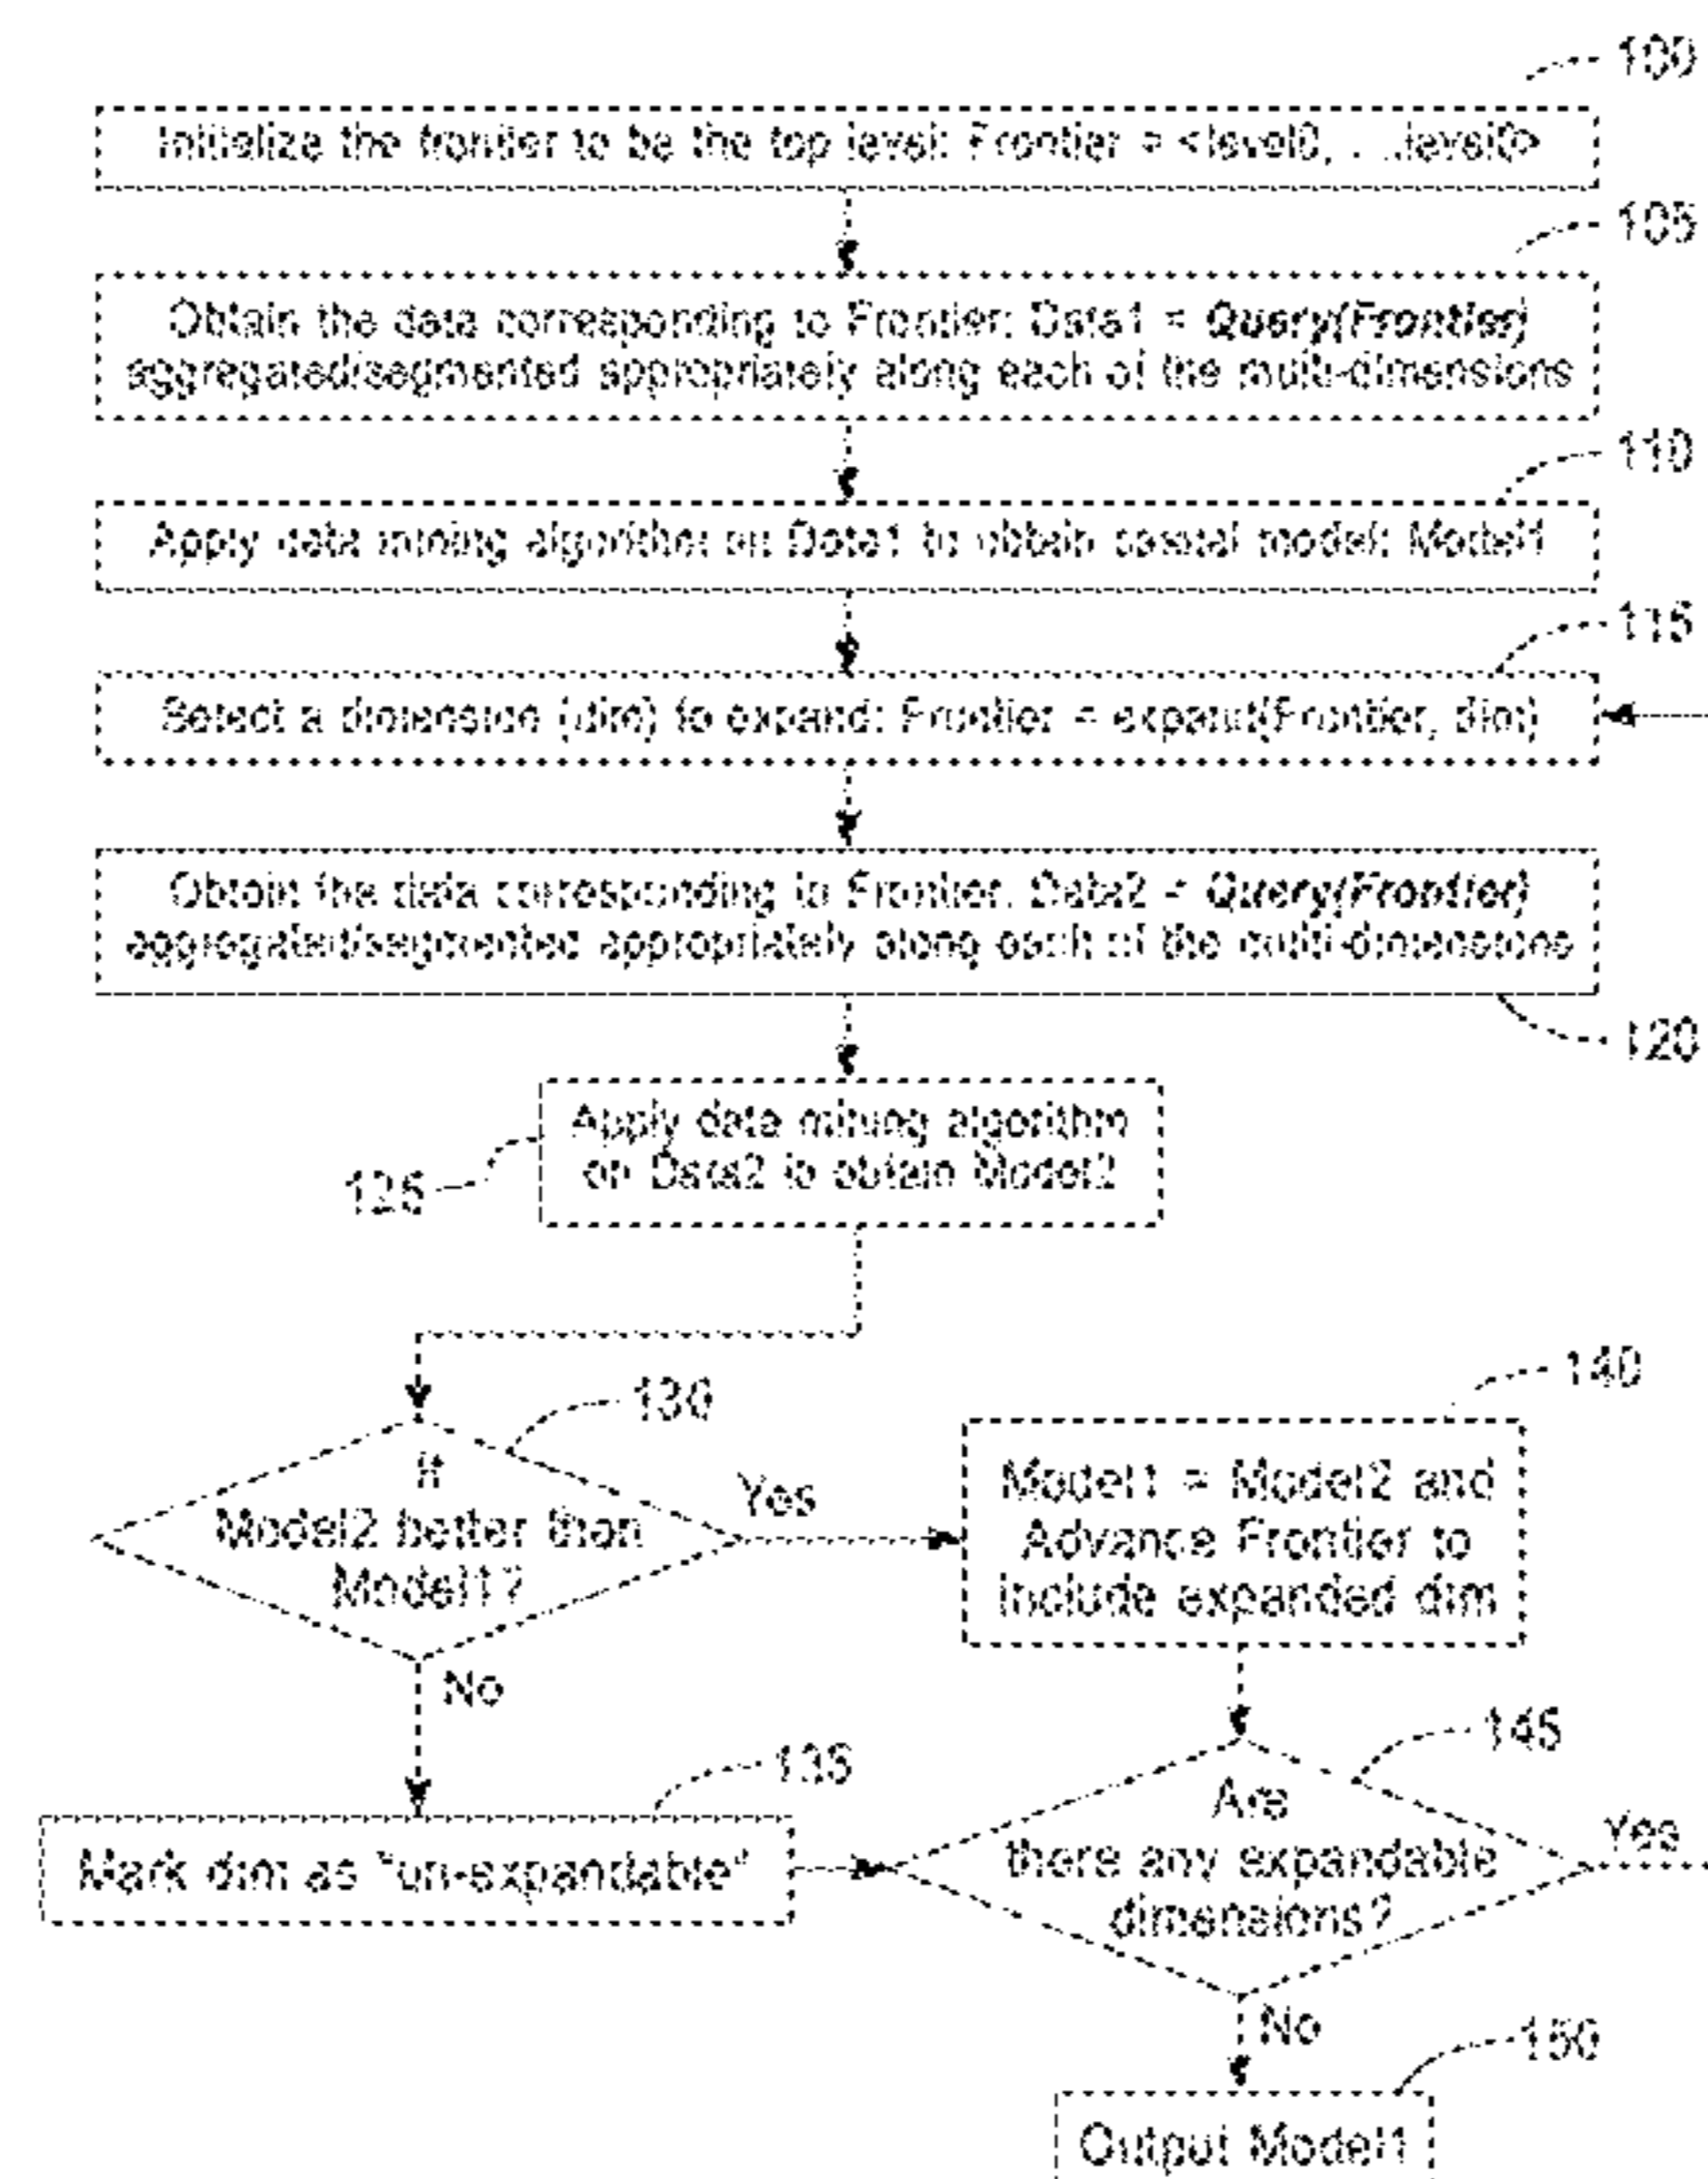 100
Initialize the frontier to be the top level: Frontier = <level0, . . .level0>
105
Obtain the data corresponding to Frontier: Data1 = Query(Frontier)
aggregated/segmented appropriately along each of the multi-dimensions
110
Apply data mining algorithm on Data1 to obtain causal model: Model1
115
Select a dimension (dim) to expand: Frontier = expand(Frontier, dim)
Obtain the data corresponding to Frontier. Data2 = Query(Frontier)
aggregated/segmented appropriately along each of the multi-dimensions
120
Apply data mining algorithm
on Data2 to obtain Model2
125
130
140
If
Model2 better than
Model1?
Yes
Model1 = Model2 and
Advance Frontier to
include expanded dim
No
135
145
Mark dim as "un-expandable"
Are
there any expandable
dimensions?
Yes
No
150
Output Model1